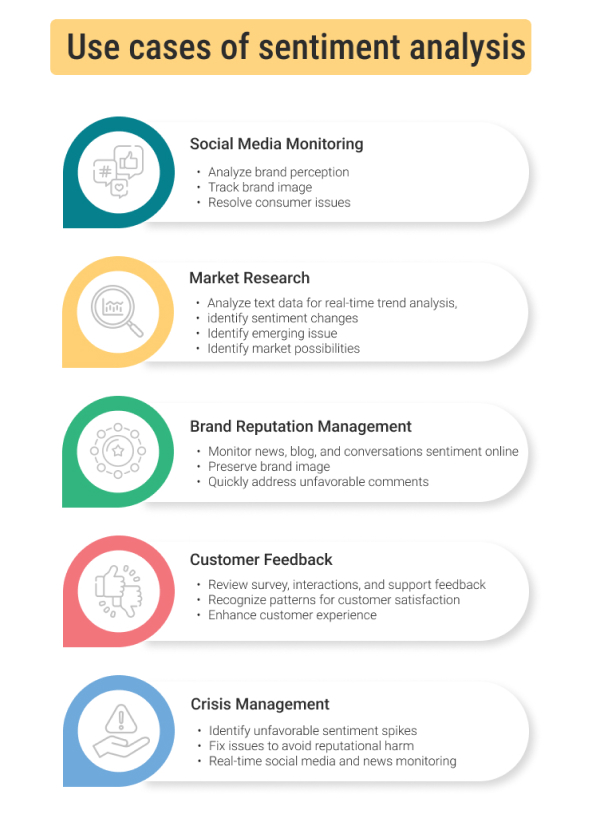 Use cases of sentiment analysis
Social Media Monitoring
• Analyze brand perception
• Track brand image
• Resolve consumer issues
#
Market Research
• Analyze text data for real-time trend analysis,
• identify sentiment changes
• Identify emerging issue
• Identify market possibilities
Brand Reputation Management
• Monitor news, blog, and conversations sentiment online
• Preserve brand image
• Quickly address unfavorable comments
Customer Feedback
• Review survey, interactions, and support feedback
• Recognize patterns for customer satisfaction
• Enhance customer experience
Crisis Management
• Identify unfavorable sentiment spikes
• Fix issues to avoid reputational harm
• Real-time social media and news monitoring